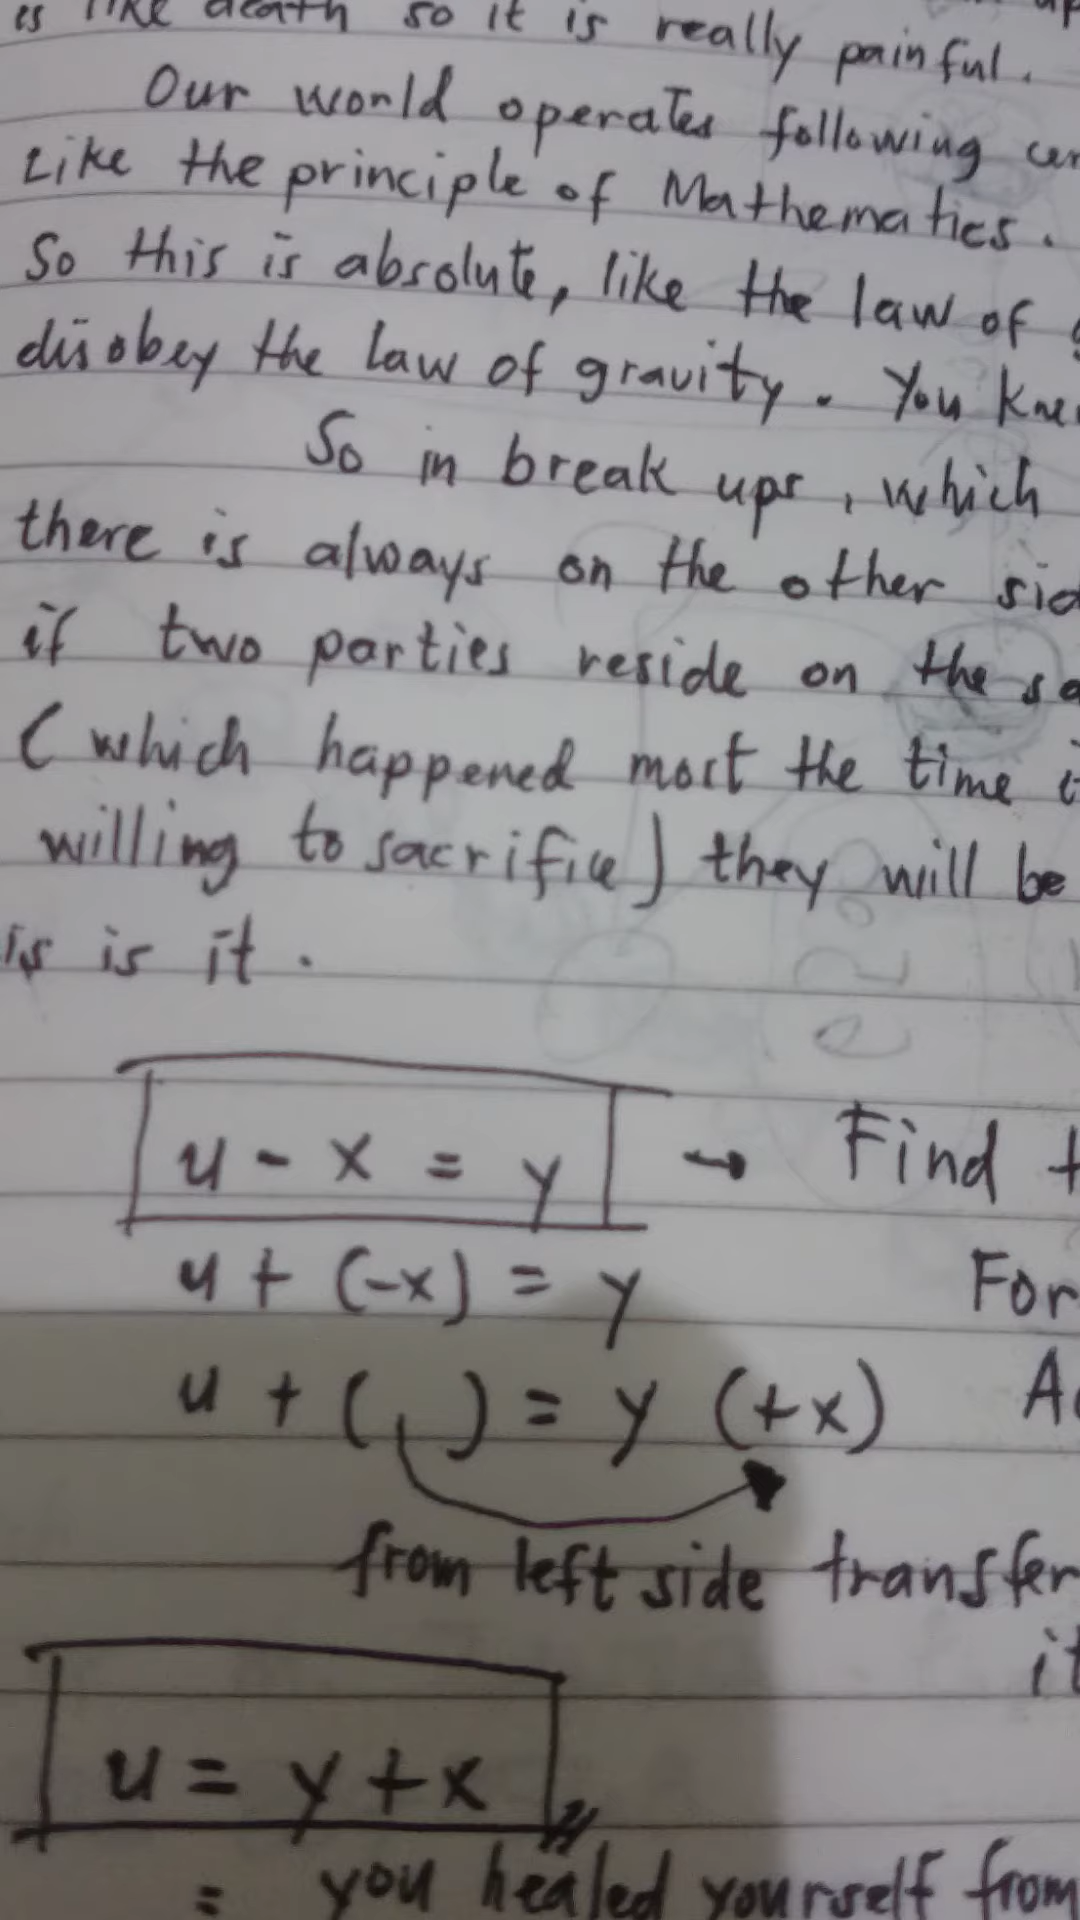 is like death so it is really painful.
Our world operates following
Like the principle of Mathematics.
So this is absolute, like the law of
disobey the law of gravity. You
So in break ups, which
there is always on the other
if two parties reside on the
(which happened most the time
willing to sacrifice) they will be
is is it.
u - x = y → Find
u + (-x) = y For
u + ( ) = y (+x)
from left side transfer
it
u = y + x
= you healed yourself from